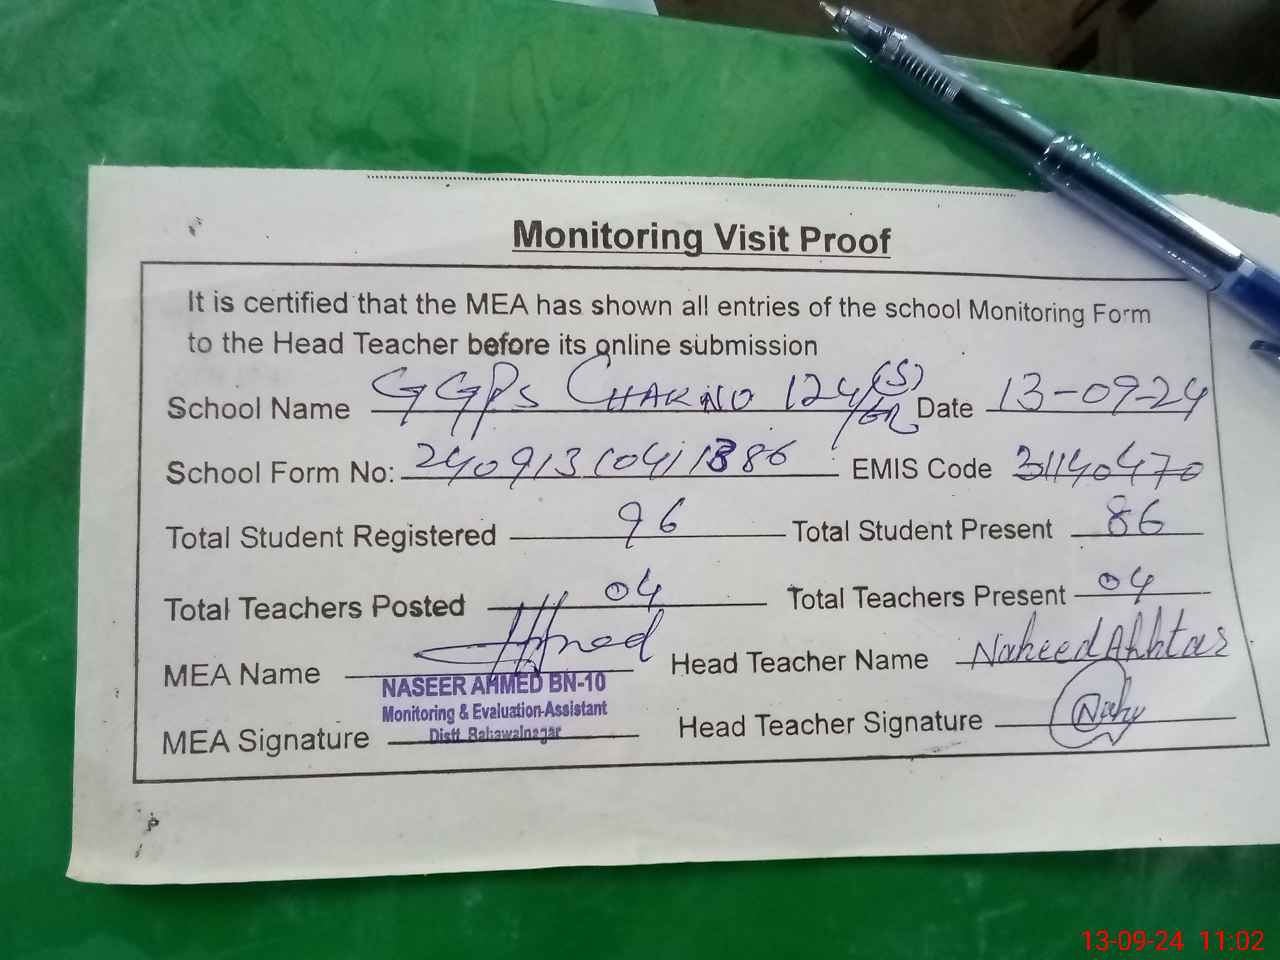 Monitoring Visit Proof
It is certified that the MEA has shown all entries of the school Monitoring Form
to the Head Teacher before its online submission
School Name GGPS CHAK NO 124/(S) Date 13-09-24
School Form No: EMIS Code 31140470
Total Student Registered 96 Total Student Present 86
Total Teachers Posted 04 Total Teachers Present 04
MEA Name Head Teacher Name Naheed Akhtar
NASEER AHMED BN-10
Monitoring & Evaluation-Assistant
MEA Signature Distt. Bahawalnagar Head Teacher Signature
13-09-24 11:02